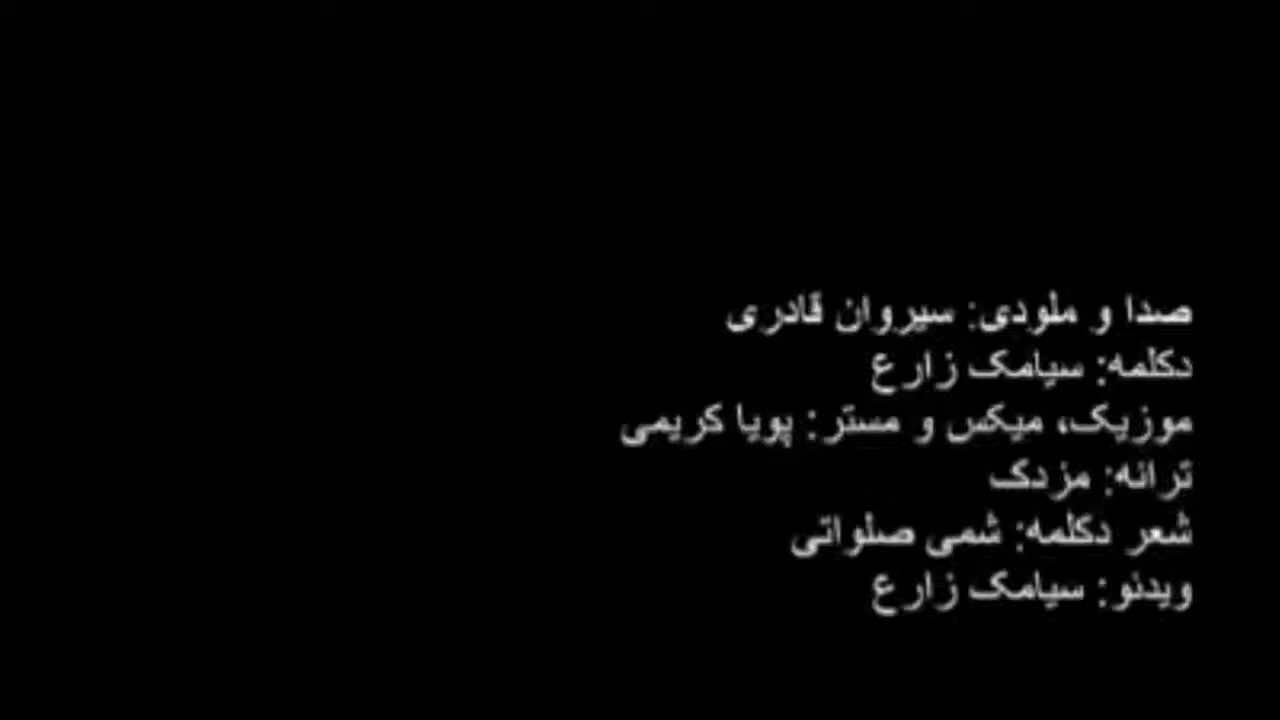 صدا و ملودی: سیروان قادری
دکلمه: سیامک زارع
موزیک، میکس و مستر: پویا کریمی
ترانه: مزدک
شعر دکلمه: شمی صلواتی
ویدئو: سیامک زارع